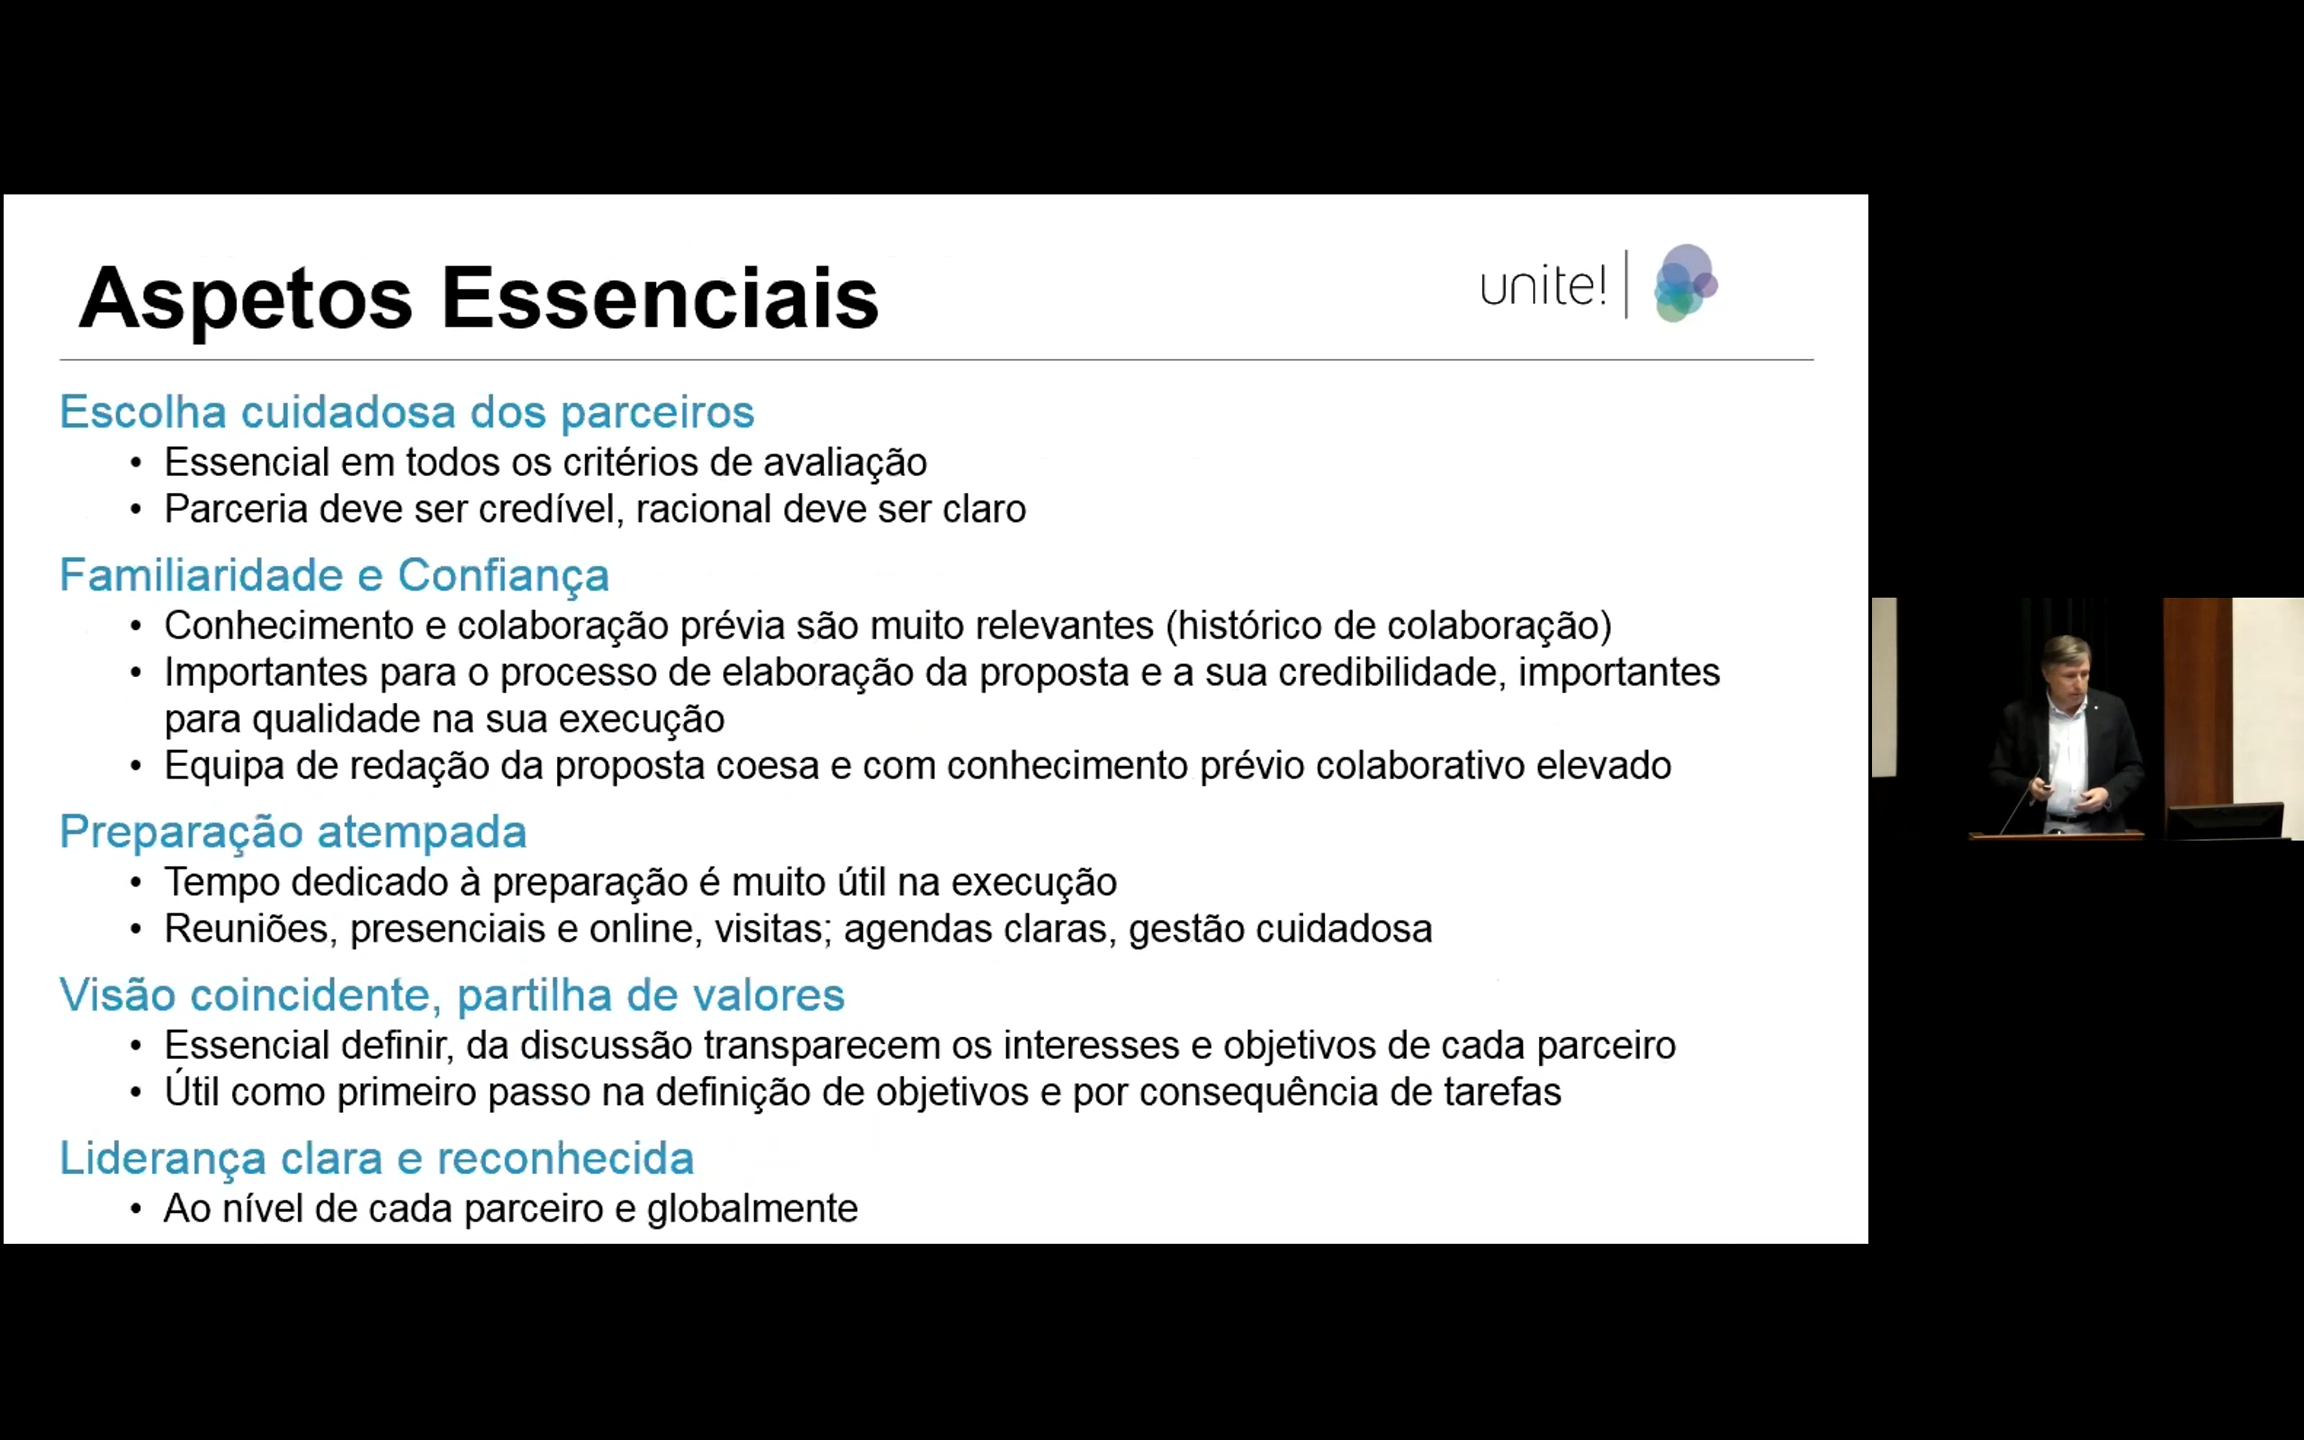 Aspetos Essenciais
unite!
Escolha cuidadosa dos parceiros
• Essencial em todos os critérios de avaliação
• Parceria deve ser credível, racional deve ser claro
Familiaridade e Confiança
• Conhecimento e colaboração prévia são muito relevantes (histórico de colaboração)
• Importantes para o processo de elaboração da proposta e a sua credibilidade, importantes
para qualidade na sua execução
• Equipa de redação da proposta coesa e com conhecimento prévio colaborativo elevado
Preparação atempada
• Tempo dedicado à preparação é muito útil na execução
• Reuniões, presenciais e online, visitas; agendas claras, gestão cuidadosa
Visão coincidente, partilha de valores
• Essencial definir, da discussão transparecem os interesses e objetivos de cada parceiro
• Útil como primeiro passo na definição de objetivos e por consequência de tarefas
Liderança clara e reconhecida
• Ao nível de cada parceiro e globalmente